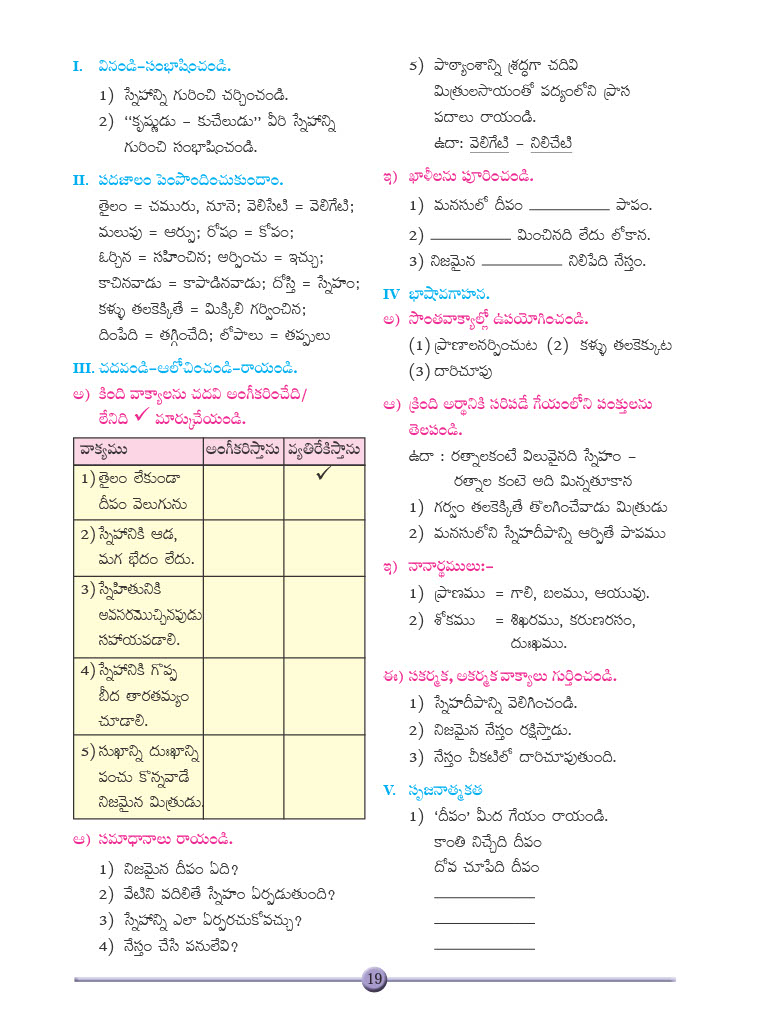 I. వినండి-సంభాషించండి.
1) స్నేహాన్ని గురించి చర్చించండి.
2) "కృష్ణుడు - కుచేలుడు" వీరి స్నేహాన్ని
గురించి సంభాషించండి.
II. పదజాలం పెంపొందించుకుందాం.
తైలం = చమురు, నూనె; వెలిసేటి = వెలిగేటి;
మలుపు = ఆర్పు; రోషం = కోపం;
ఓర్చిన = సహించిన; అర్పించు = ఇచ్చు;
కాచినవాడు = కాపాడినవాడు; దోస్తి = స్నేహం;
కళ్ళు తలకెక్కితే = మిక్కిలి గర్వించిన;
దింపేది = తగ్గించేది; లోపాలు = తప్పులు
III. చదవండి-ఆలోచించండి-రాయండి.
అ) కింది వాక్యాలను చదవి అంగీకరించేది/
లేనిది ✓ మార్కుచేయండి.
వాక్యము అంగీకరిస్తాను వ్యతిరేకిస్తాను
1) తైలం లేకుండా ✓
దీపం వెలుగును
2) స్నేహానికి ఆడ,
మగ భేదం లేదు.
3) స్నేహితునికి
అవసరమొచ్చినపుడు
సహాయపడాలి.
4) స్నేహానికి గొప్ప
బీద తారతమ్యం
చూడాలి.
5) సుఖాన్ని దుఃఖాన్ని
పంచు కొన్నవాడే
నిజమైన మిత్రుడు.
ఆ) సమాధానాలు రాయండి.
1) నిజమైన దీపం ఏది?
2) వేటిని వదిలితే స్నేహం ఏర్పడుతుంది?
3) స్నేహాన్ని ఎలా ఏర్పరచుకోవచ్చు?
4) నేస్తం చేసే పనులేవి?
5) పాఠ్యాంశాన్ని శ్రద్ధగా చదివి
మిత్రులసాయంతో పద్యంలోని ప్రాస
పదాలు రాయండి.
ఉదా: వెలిగేటి - నిలిచేటి
ఇ) ఖాళీలను పూరించండి.
1) మనసులో దీపం __________ పాపం.
2) __________ మించినది లేదు లోకాన.
3) నిజమైన __________ నిలిపేది నేస్తం.
IV భాషావగాహన.
అ) సొంతవాక్యాల్లో ఉపయోగించండి.
(1) ప్రాణాలనర్పించుట (2) కళ్ళు తలకెక్కుట
(3) దారిచూపు
ఆ) క్రింది అర్థానికి సరిపడే గేయంలోని పంక్తులను
తెలపండి.
ఉదా : రత్నాలకంటే విలువైనది స్నేహం -
రత్నాల కంటె అది మిన్నతూకాన
1) గర్వం తలకెక్కితే తొలగించేవాడు మిత్రుడు
2) మనసులోని స్నేహదీపాన్ని ఆర్పితే పాపము
ఇ) నానార్థములు:-
1) ప్రాణము = గాలి, బలము, ఆయువు.
2) శోకము = శిఖరము, కరుణరసం,
దుఃఖము.
ఈ) సకర్మక, అకర్మక వాక్యాలు గుర్తించండి.
1) స్నేహదీపాన్ని వెలిగించండి.
2) నిజమైన నేస్తం రక్షిస్తాడు.
3) నేస్తం చీకటిలో దారిచూపుతుంది.
V. సృజనాత్మకత
1) 'దీపం' మీద గేయం రాయండి.
కాంతి నిచ్చేది దీపం
దోవ చూపేది దీపం
__________
__________
__________
19